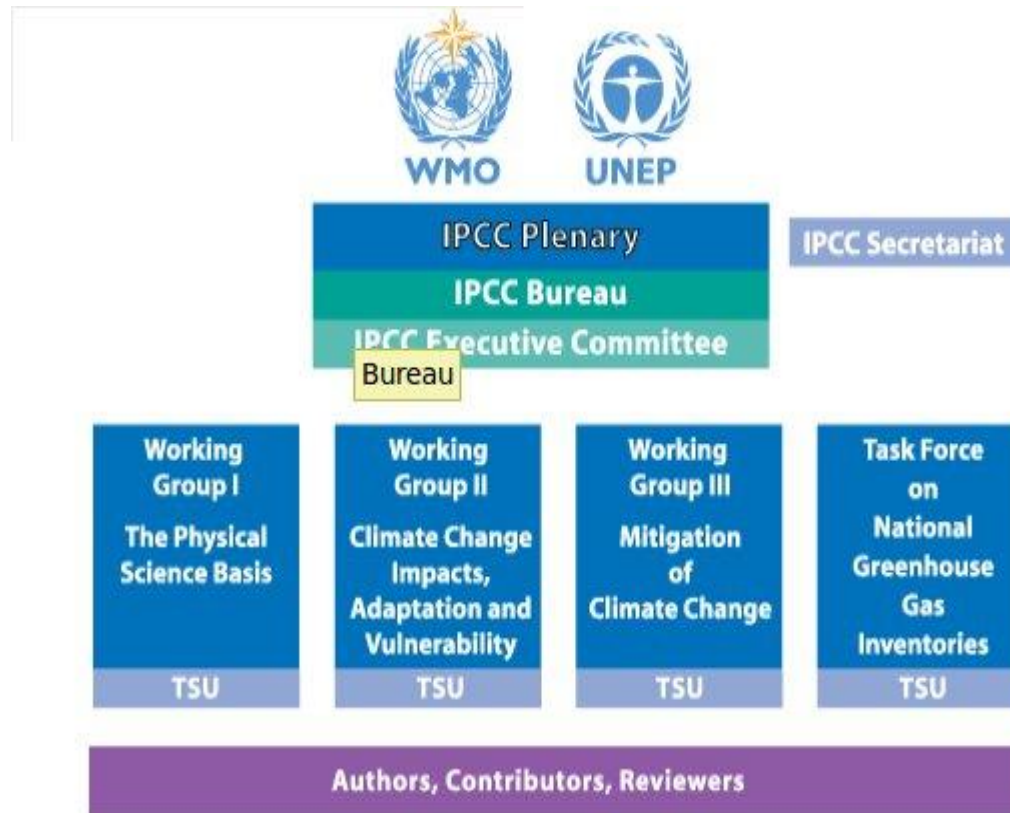 WMO
UNEP
IPCC Plenary
IPCC Secretariat
IPCC Bureau
IPCC Executive Committee
Bureau
Working
Group I
The Physical
Science Basis
TSU
Working
Group II
Climate Change
Impacts,
Adaptation and
Vulnerability
TSU
Working
Group III
Mitigation
of
Climate Change
TSU
Task Force
on
National
Greenhouse
Gas
Inventories
TSU
Authors, Contributors, Reviewers